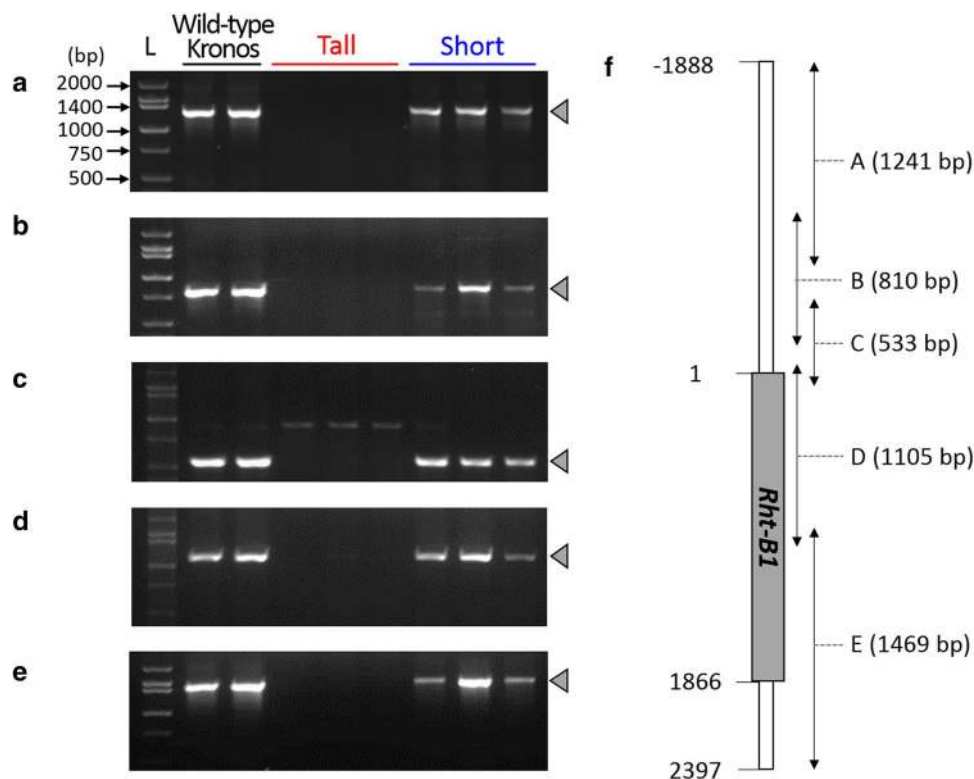 (bp)
L
Wild-type
Kronos
Tall
Short
a
2000
1400
1000
750
500
b
c
d
e
f
-1888
A (1241 bp)
B (810 bp)
C (533 bp)
1
D (1105 bp)
Rht-B1
E (1469 bp)
1866
2397